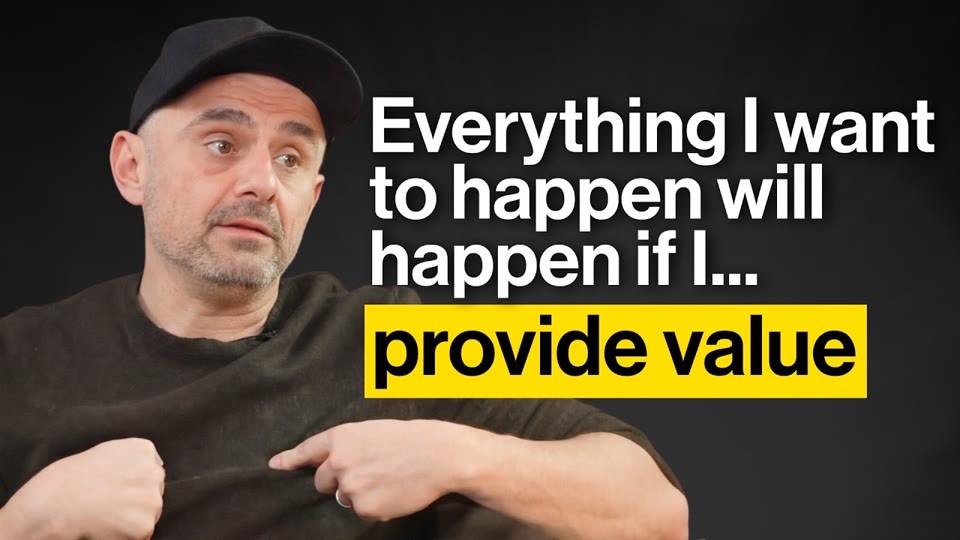 Everything I want
to happen will
happen if I...
provide value